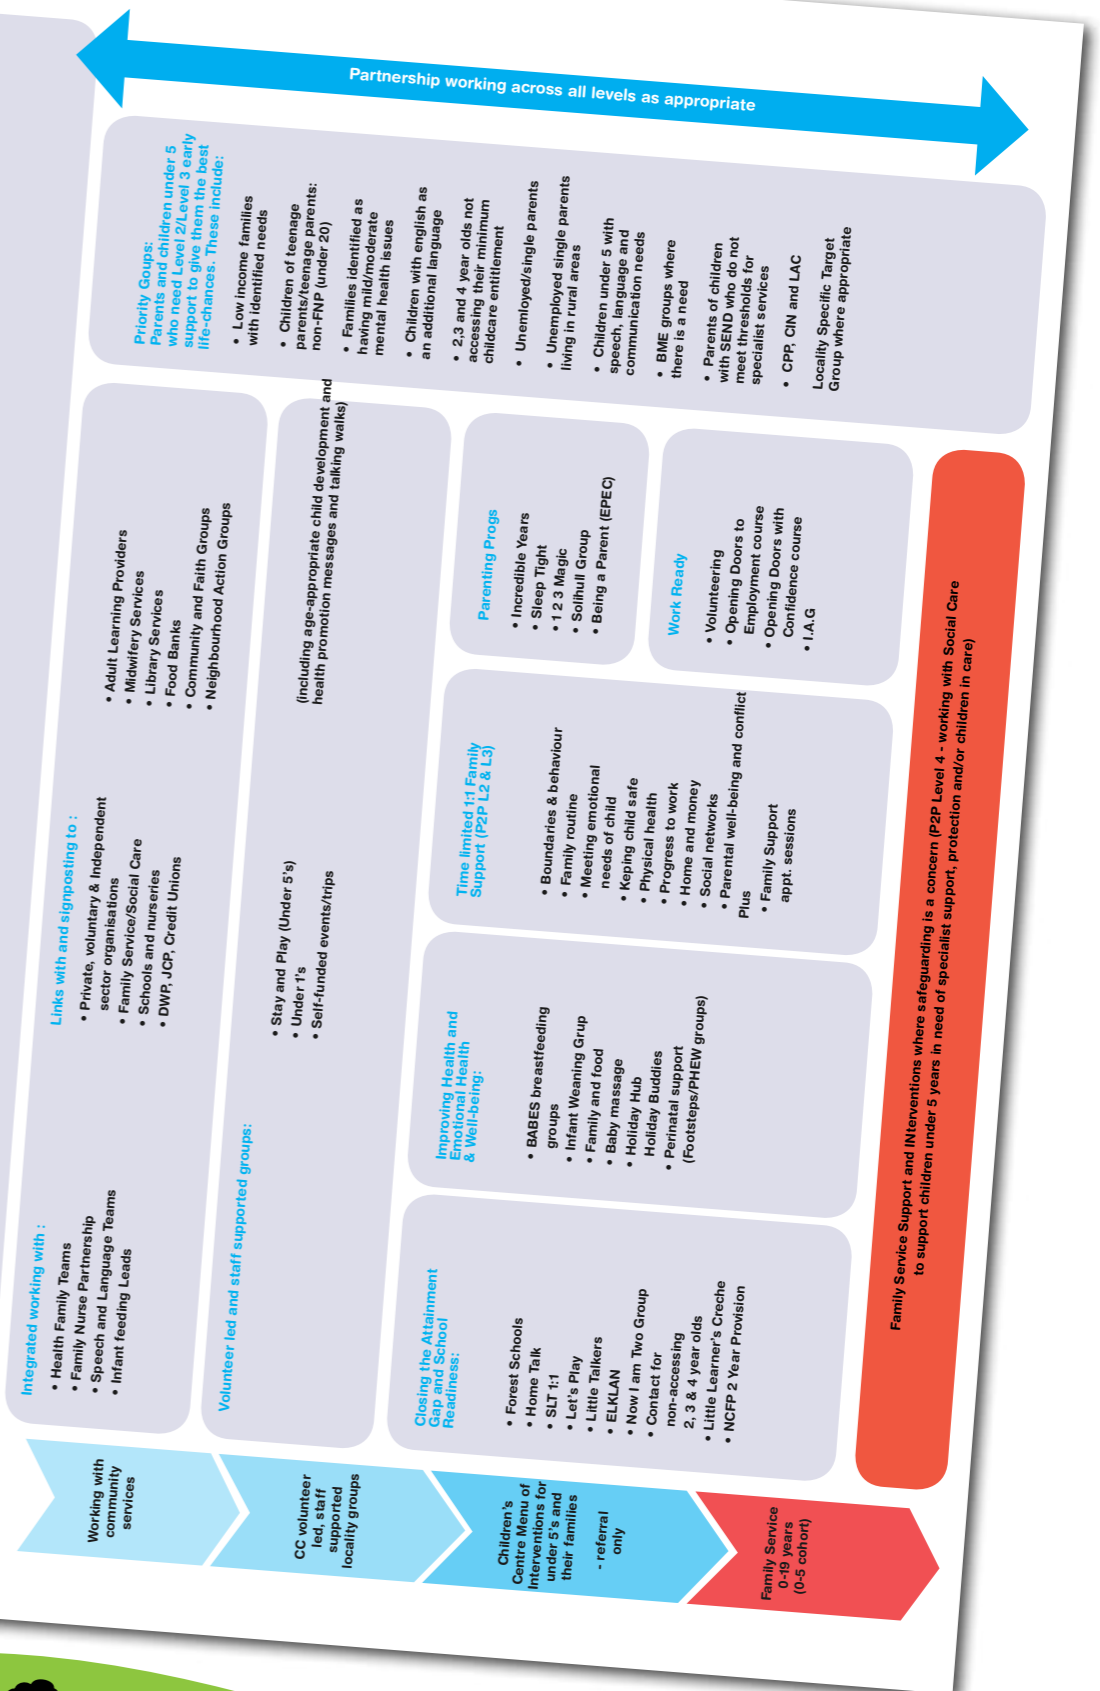 Partnership working across all levels as appropriate
Working with
community
services
Integrated working with :
• Health Family Teams
• Family Nurse Partnership
• Speech and Language Teams
• Infant feeding Leads
Links with and signposting to :
• Private, voluntary & Independent
sector organisations
• Family Service/Social Care
• Schools and nurseries
• DWP, JCP, Credit Unions
• Adult Learning Providers
• Midwifery Services
• Library Services
• Food Banks
• Community and Faith Groups
• Neighbourhood Action Groups
CC volunteer
led, staff
supported
locality groups
Volunteer led and staff supported groups:
• Stay and Play (Under 5's)
• Under 1's
• Self-funded events/trips
(including age-appropriate child development and
health promotion messages and talking walks)
Children's
Centre Menu of
Interventions for
under 5's and
their families
- referral
only
Closing the Attainment
Gap and School
Readiness:
• Forest Schools
• Home Talk
• SLT 1:1
• Let's Play
• Little Talkers
• ELKLAN
• Now I am Two Group
• Contact for
non-accessing
2, 3 & 4 year olds
• Little Learner's Creche
• NCFP 2 Year Provision
Improving Health and
Emotional Health
& Well-being:
• BABES breastfeeding
groups
• Infant Weaning Grup
• Family and food
• Baby massage
• Holiday Hub
Holiday Buddies
• Perinatal support
(Footsteps/PHEW groups)
Time limited 1:1 Family
Support (P2P L2 & L3)
• Boundaries & behaviour
• Family routine
• Meeting emotional
needs of child
• Keping child safe
• Physical health
• Progress to work
• Home and money
• Social networks
• Parental well-being and conflict
Plus
• Family Support
appt. sessions
Parenting Progs
• Incredible Years
• Sleep Tight
• 1 2 3 Magic
• Solihull Group
• Being a Parent (EPEC)
Work Ready
• Volunteering
• Opening Doors to
Employment course
• Opening Doors with
Confidence course
• I.A.G
Priority Goups:
Parents and children under 5
who need Level 2/Level 3 early
support to give them the best
life-chances. These include:
• Low income families
with identified needs
• Children of teenage
parents/teenage parents:
non-FNP (under 20)
• Families identified as
having mild/moderate
mental health issues
• Children with english as
an additional language
• 2,3 and 4 year olds not
accessing their minimum
childcare entitlement
• Unemloyed/single parents
• Unemployed single parents
living in rural areas
• Children under 5 with
speech, language and
communication needs
• BME groups where
there is a need
• Parents of children
with SEND who do not
meet thresholds for
specialist services
• CPP, CIN and LAC
Locality Specific Target
Group where appropriate
Family Service
0-19 years
(0-5 cohort)
Family Service Support and INterventions where safeguarding is a concern (P2P Level 4 - working with Social Care
to support children under 5 years in need of specialist support, protection and/or children in care)